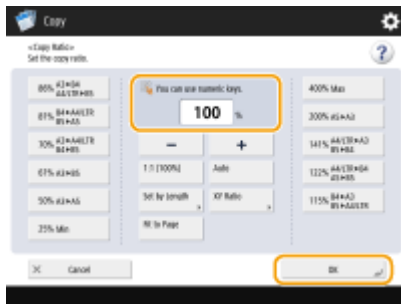 Copy
<Copy Ratio>
Set the copy ratio.
?
86% A3→B4
A4/LTR→B5
81% B4→A4/LTR
B5→A5
70% A3→A4/LTR
B4→B5
61% A3→B5
50% A3→A5
25% Min
You can use numeric keys.
100 %
−
+
1:1 (100%)
Auto
Set by Length
XY Ratio
Fit to Page
400% Max
200% A5→A3
141% A4/LTR→A3
B5→B4
122% A4/LTR→B4
A5→B5
115% B4→A3
B5→A4/LTR
Cancel
OK